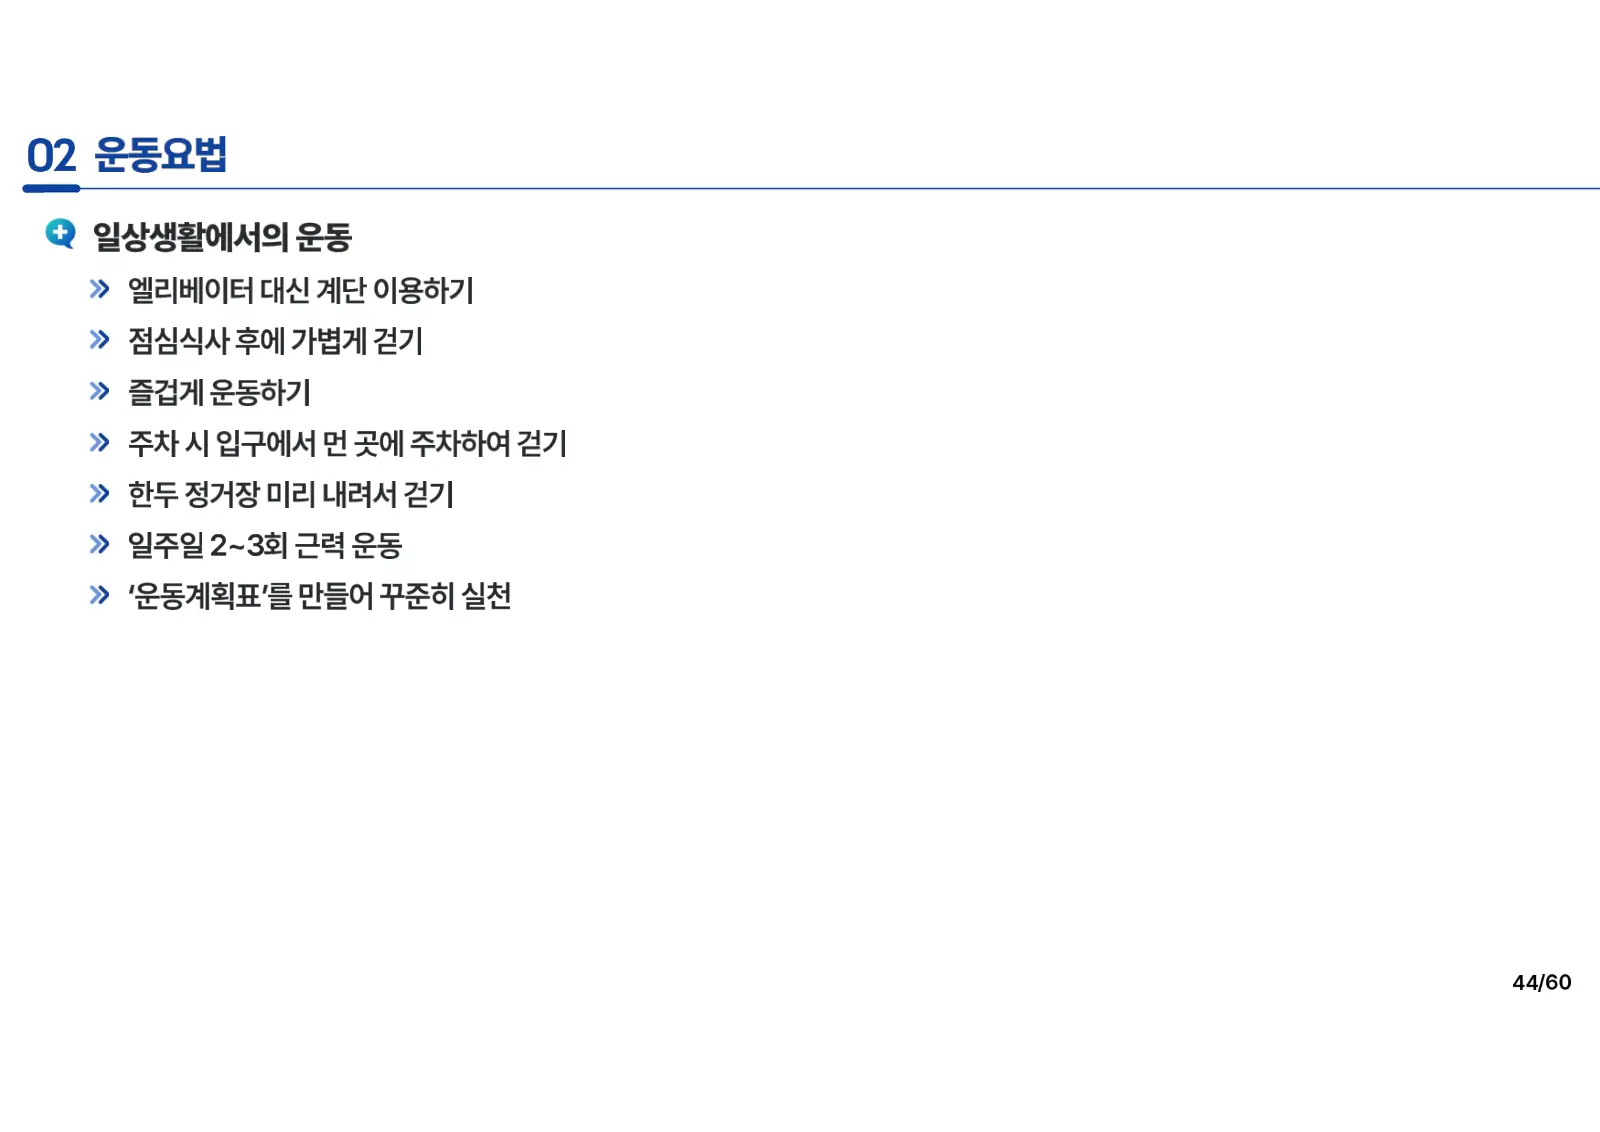 02 운동요법
일상생활에서의 운동
엘리베이터 대신 계단 이용하기
점심식사 후에 가볍게 걷기
즐겁게 운동하기
주차 시 입구에서 먼 곳에 주차하여 걷기
한두 정거장 미리 내려서 걷기
일주일 2~3회 근력 운동
‘운동계획표’를 만들어 꾸준히 실천
44/60